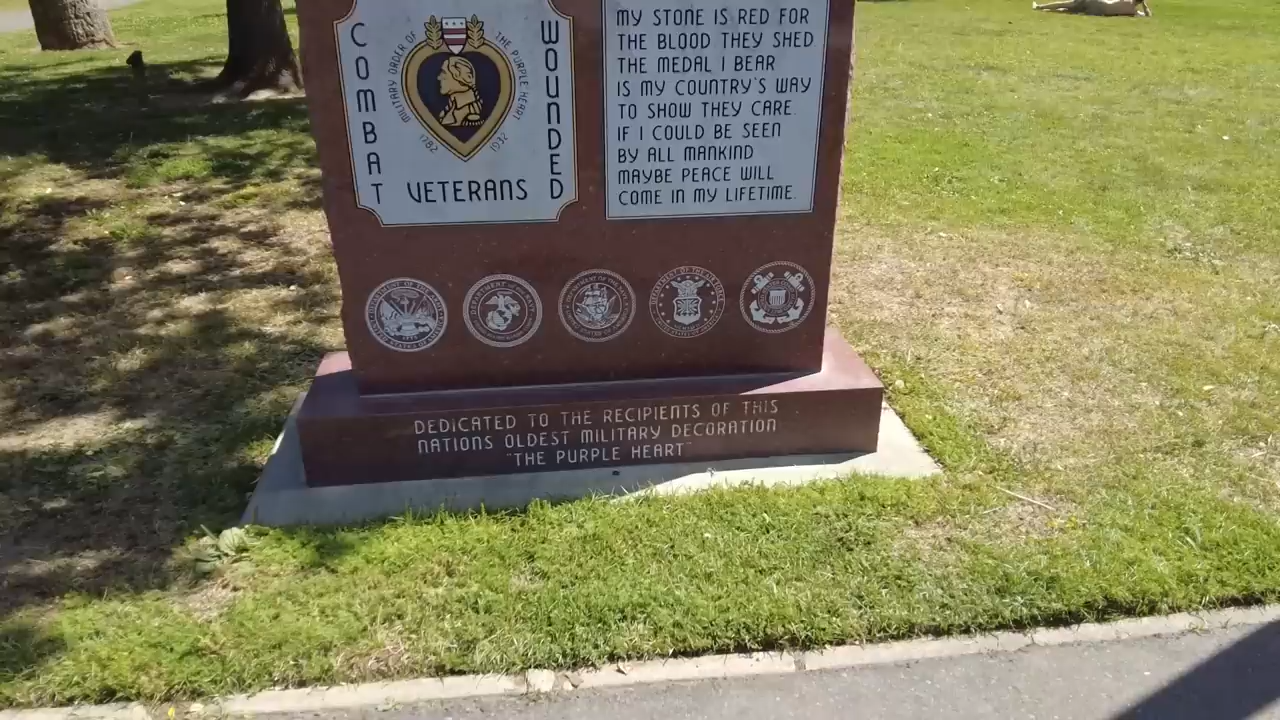 COMBAT
WOUNDED
VETERANS
MILITARY ORDER OF
THE PURPLE HEART
1782
1932
MY STONE IS RED FOR
THE BLOOD THEY SHED
THE MEDAL I BEAR
IS MY COUNTRY'S WAY
TO SHOW THEY CARE.
IF I COULD BE SEEN
BY ALL MANKIND
MAYBE PEACE WILL
COME IN MY LIFETIME.
DEDICATED TO THE RECIPIENTS OF THIS
NATIONS OLDEST MILITARY DECORATION
"THE PURPLE HEART"